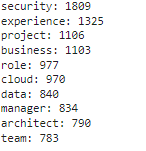 security: 1809
experience: 1325
project: 1106
business: 1103
role: 977
cloud: 970
data: 840
manager: 834
architect: 790
team: 783